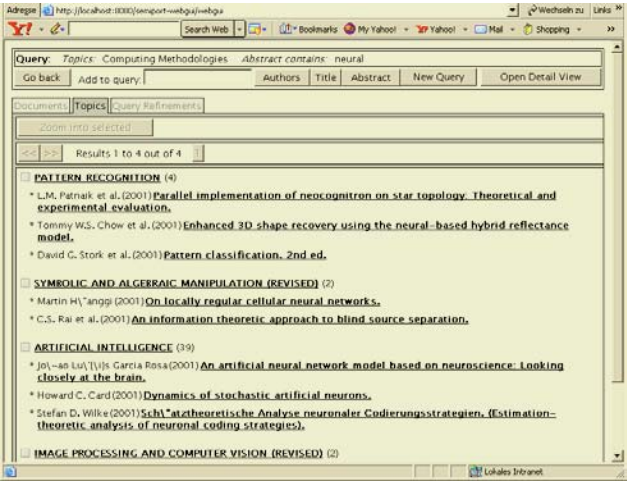 Adresse http://localhost:8080/semiport-webgui/webgui Wechseln zu Links »
Y! Search Web Bookmarks My Yahoo! Yahoo! Mail Shopping »
Query: Topics: Computing Methodologies Abstract contains: neural
Go back Add to query: Authors Title Abstract New Query Open Detail View
Documents Topics Query Refinements
Zoom into selected
<< >> Results 1 to 4 out of 4 1
PATTERN RECOGNITION (4)
* L.M. Patnaik et al.(2001) Parallel implementation of neocognitron on star topology: Theoretical and
experimental evaluation.
* Tommy W.S. Chow et al.(2001) Enhanced 3D shape recovery using the neural-based hybrid reflectance
model.
* David G. Stork et al.(2001) Pattern classification. 2nd ed.
SYMBOLIC AND ALGEBRAIC MANIPULATION (REVISED) (2)
* Martin H\"anggi (2001) On locally regular cellular neural networks.
* C.S. Rai et al.(2001) An information theoretic approach to blind source separation.
ARTIFICIAL INTELLIGENCE (39)
* Jo\~ao Lu\'{\i}s Garcia Rosa(2001) An artificial neural network model based on neuroscience: Looking
closely at the brain.
* Howard C. Card(2001) Dynamics of stochastic artificial neurons.
* Stefan D. Wilke(2001) Sch\"atztheoretische Analyse neuronaler Codierungsstrategien. (Estimation-
theoretic analysis of neuronal coding strategies).
IMAGE PROCESSING AND COMPUTER VISION (REVISED) (2)
Lokales Intranet